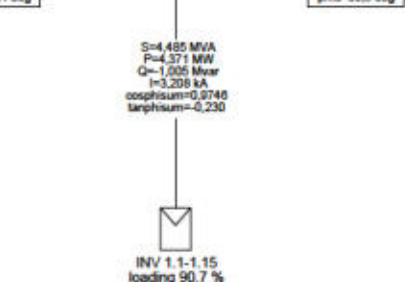 S=4,485 MVA
P=4,371 MW
Q=-1,005 Mvar
I=3,208 kA
cosphisum=0,9746
tanphisum=-0,230
INV 1.1-1.15
loading 90.7 %